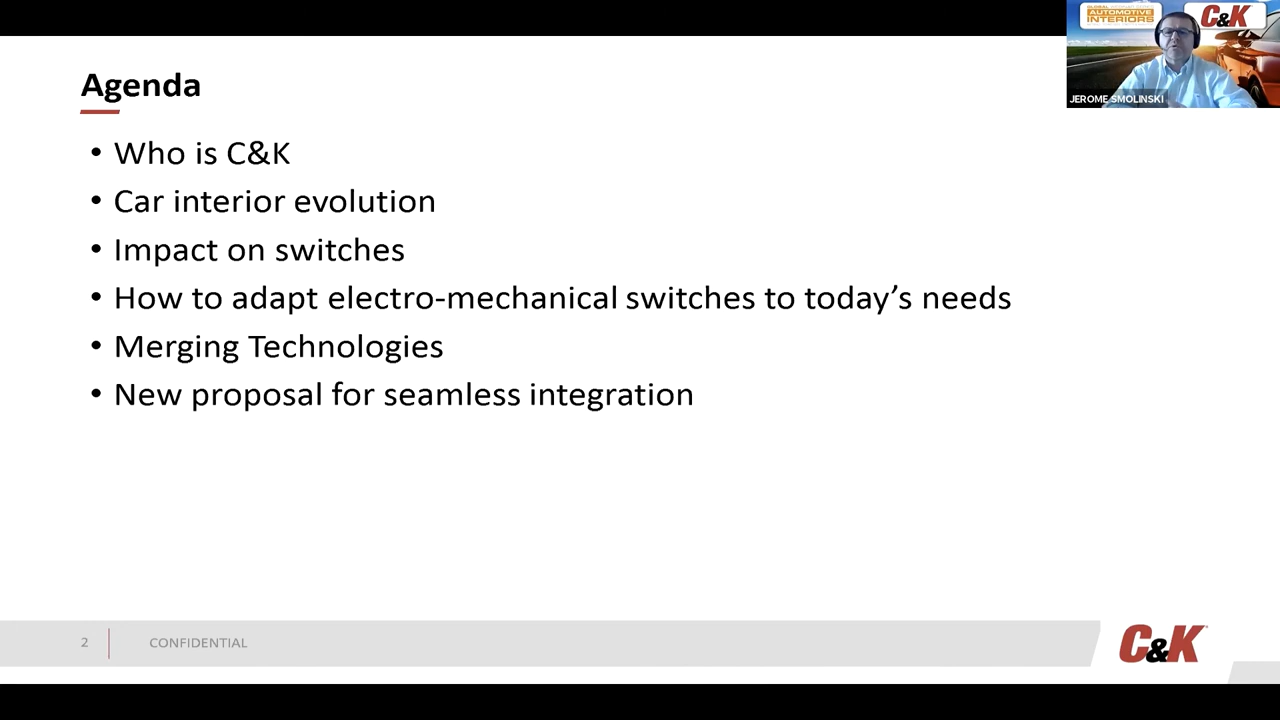 Agenda
• Who is C&K
• Car interior evolution
• Impact on switches
• How to adapt electro-mechanical switches to today’s needs
• Merging Technologies
• New proposal for seamless integration
2
CONFIDENTIAL
C&K
AUTOMOTIVE
INTERIORS
C&K
JEROME SMOLINSKI